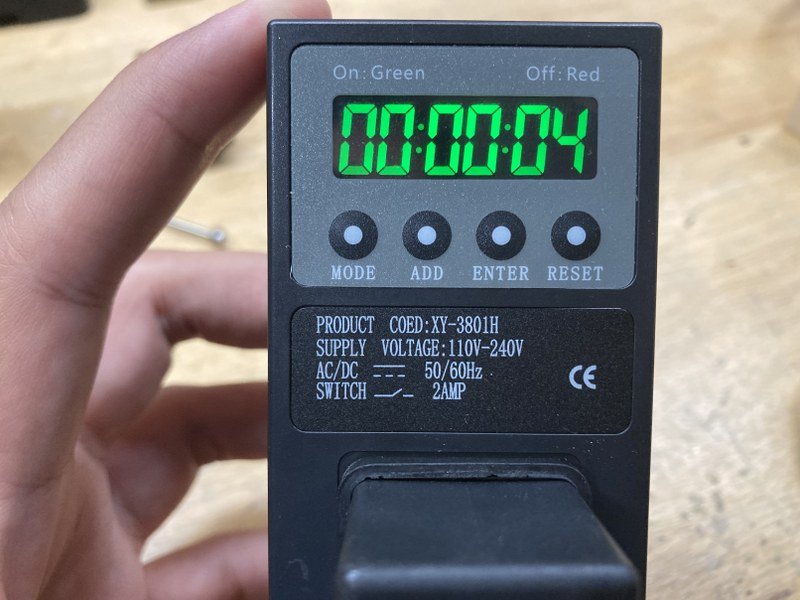 On: Green Off: Red
00:00:04
MODE ADD ENTER RESET
PRODUCT COED:XY-3801H
SUPPLY VOLTAGE:110V-240V
AC/DC 50/60Hz
SWITCH 2AMP
CE